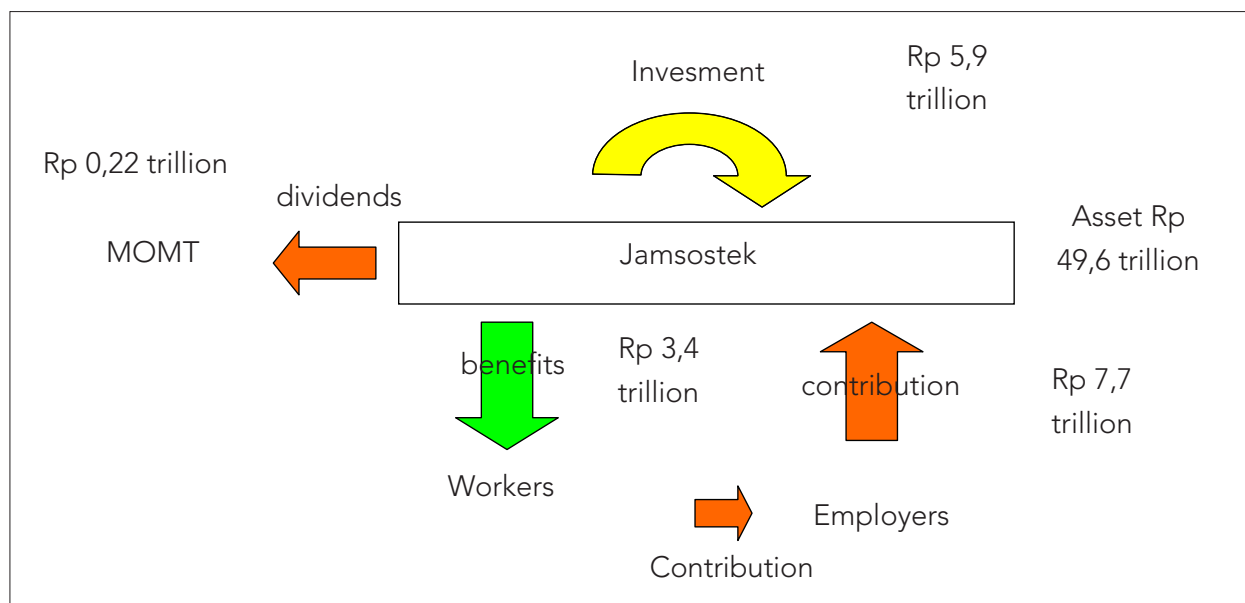 Invesment
Rp 5,9
trillion
Rp 0,22 trillion
dividends
MOMT
Jamsostek
Asset Rp
49,6 trillion
benefits
Rp 3,4
trillion
contribution
Rp 7,7
trillion
Workers
Employers
Contribution